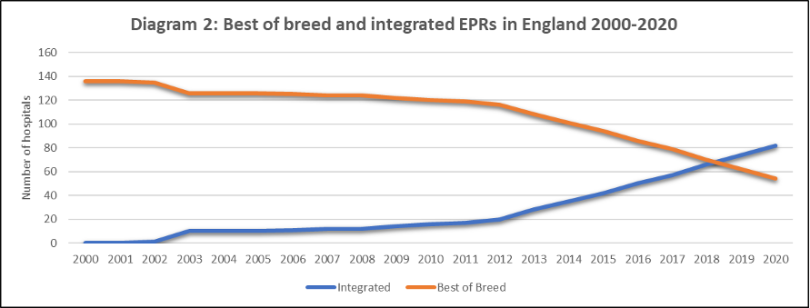 Diagram 2: Best of breed and integrated EPRs in England 2000-2020
Number of hospitals
160
140
120
100
80
60
40
20
0
2000 2001 2002 2003 2004 2005 2006 2007 2008 2009 2010 2011 2012 2013 2014 2015 2016 2017 2018 2019 2020
Integrated Best of Breed